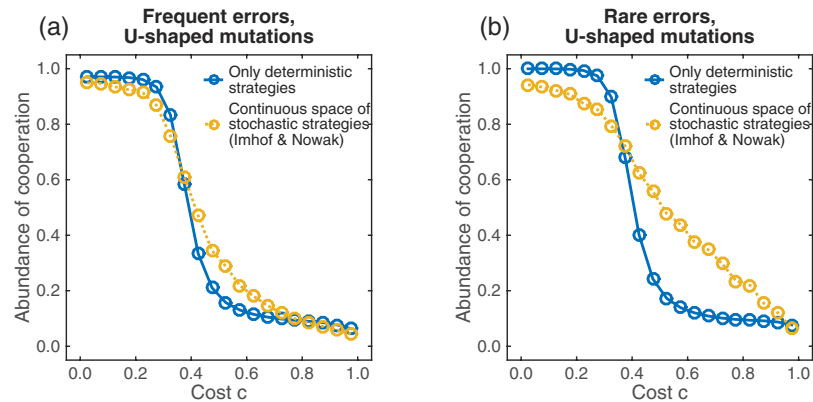 (a)
Frequent errors,
U-shaped mutations
Only deterministic
strategies
Continuous space of
stochastic strategies
(Imhof & Nowak)
Abundance of cooperation
1.0
0.8
0.6
0.4
0.2
0.0
0.0 0.2 0.4 0.6 0.8 1.0
Cost c
(b)
Rare errors,
U-shaped mutations
Only deterministic
strategies
Continuous space of
stochastic strategies
(Imhof & Nowak)
Abundance of cooperation
1.0
0.8
0.6
0.4
0.2
0.0
0.0 0.2 0.4 0.6 0.8 1.0
Cost c